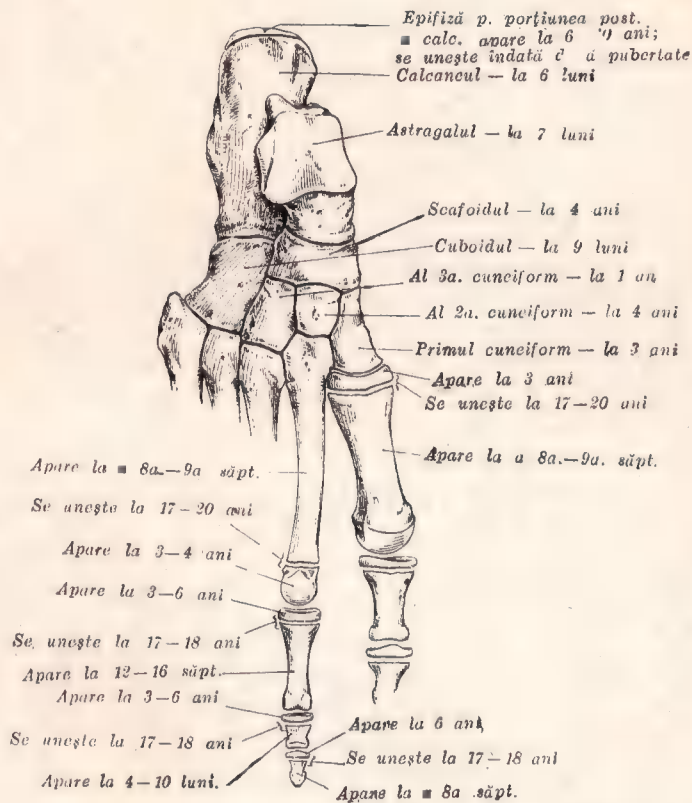 Epifiză p. porțiunea post.
calc. apare la 6 ani;
se unește îndată pubertate
Calcaneul — la 6 luni
Astragalul — la 7 luni
Scafoidul — la 4 ani
Cuboidul — la 9 luni
Al 3a. cuneiform — la 1 an
Al 2a. cuneiform — la 4 ani
Primul cuneiform — la 3 ani
Apare la 3 ani
Se unește la 17—20 ani
Apare la a 8a.—9a. săpt.
Apare la 8a.—9a săpt.
Se unește la 17—20 ani
Apare la 3—4 ani
Apare la 3—6 ani
Se unește la 17—18 ani
Apare la 12—16 săpt.
Apare la 3—6 ani
Se unește la 17—18 ani
Apare la 4—10 luni.
Apare la 6 ani
Se unește la 17—18 ani
Apare la 8a săpt.